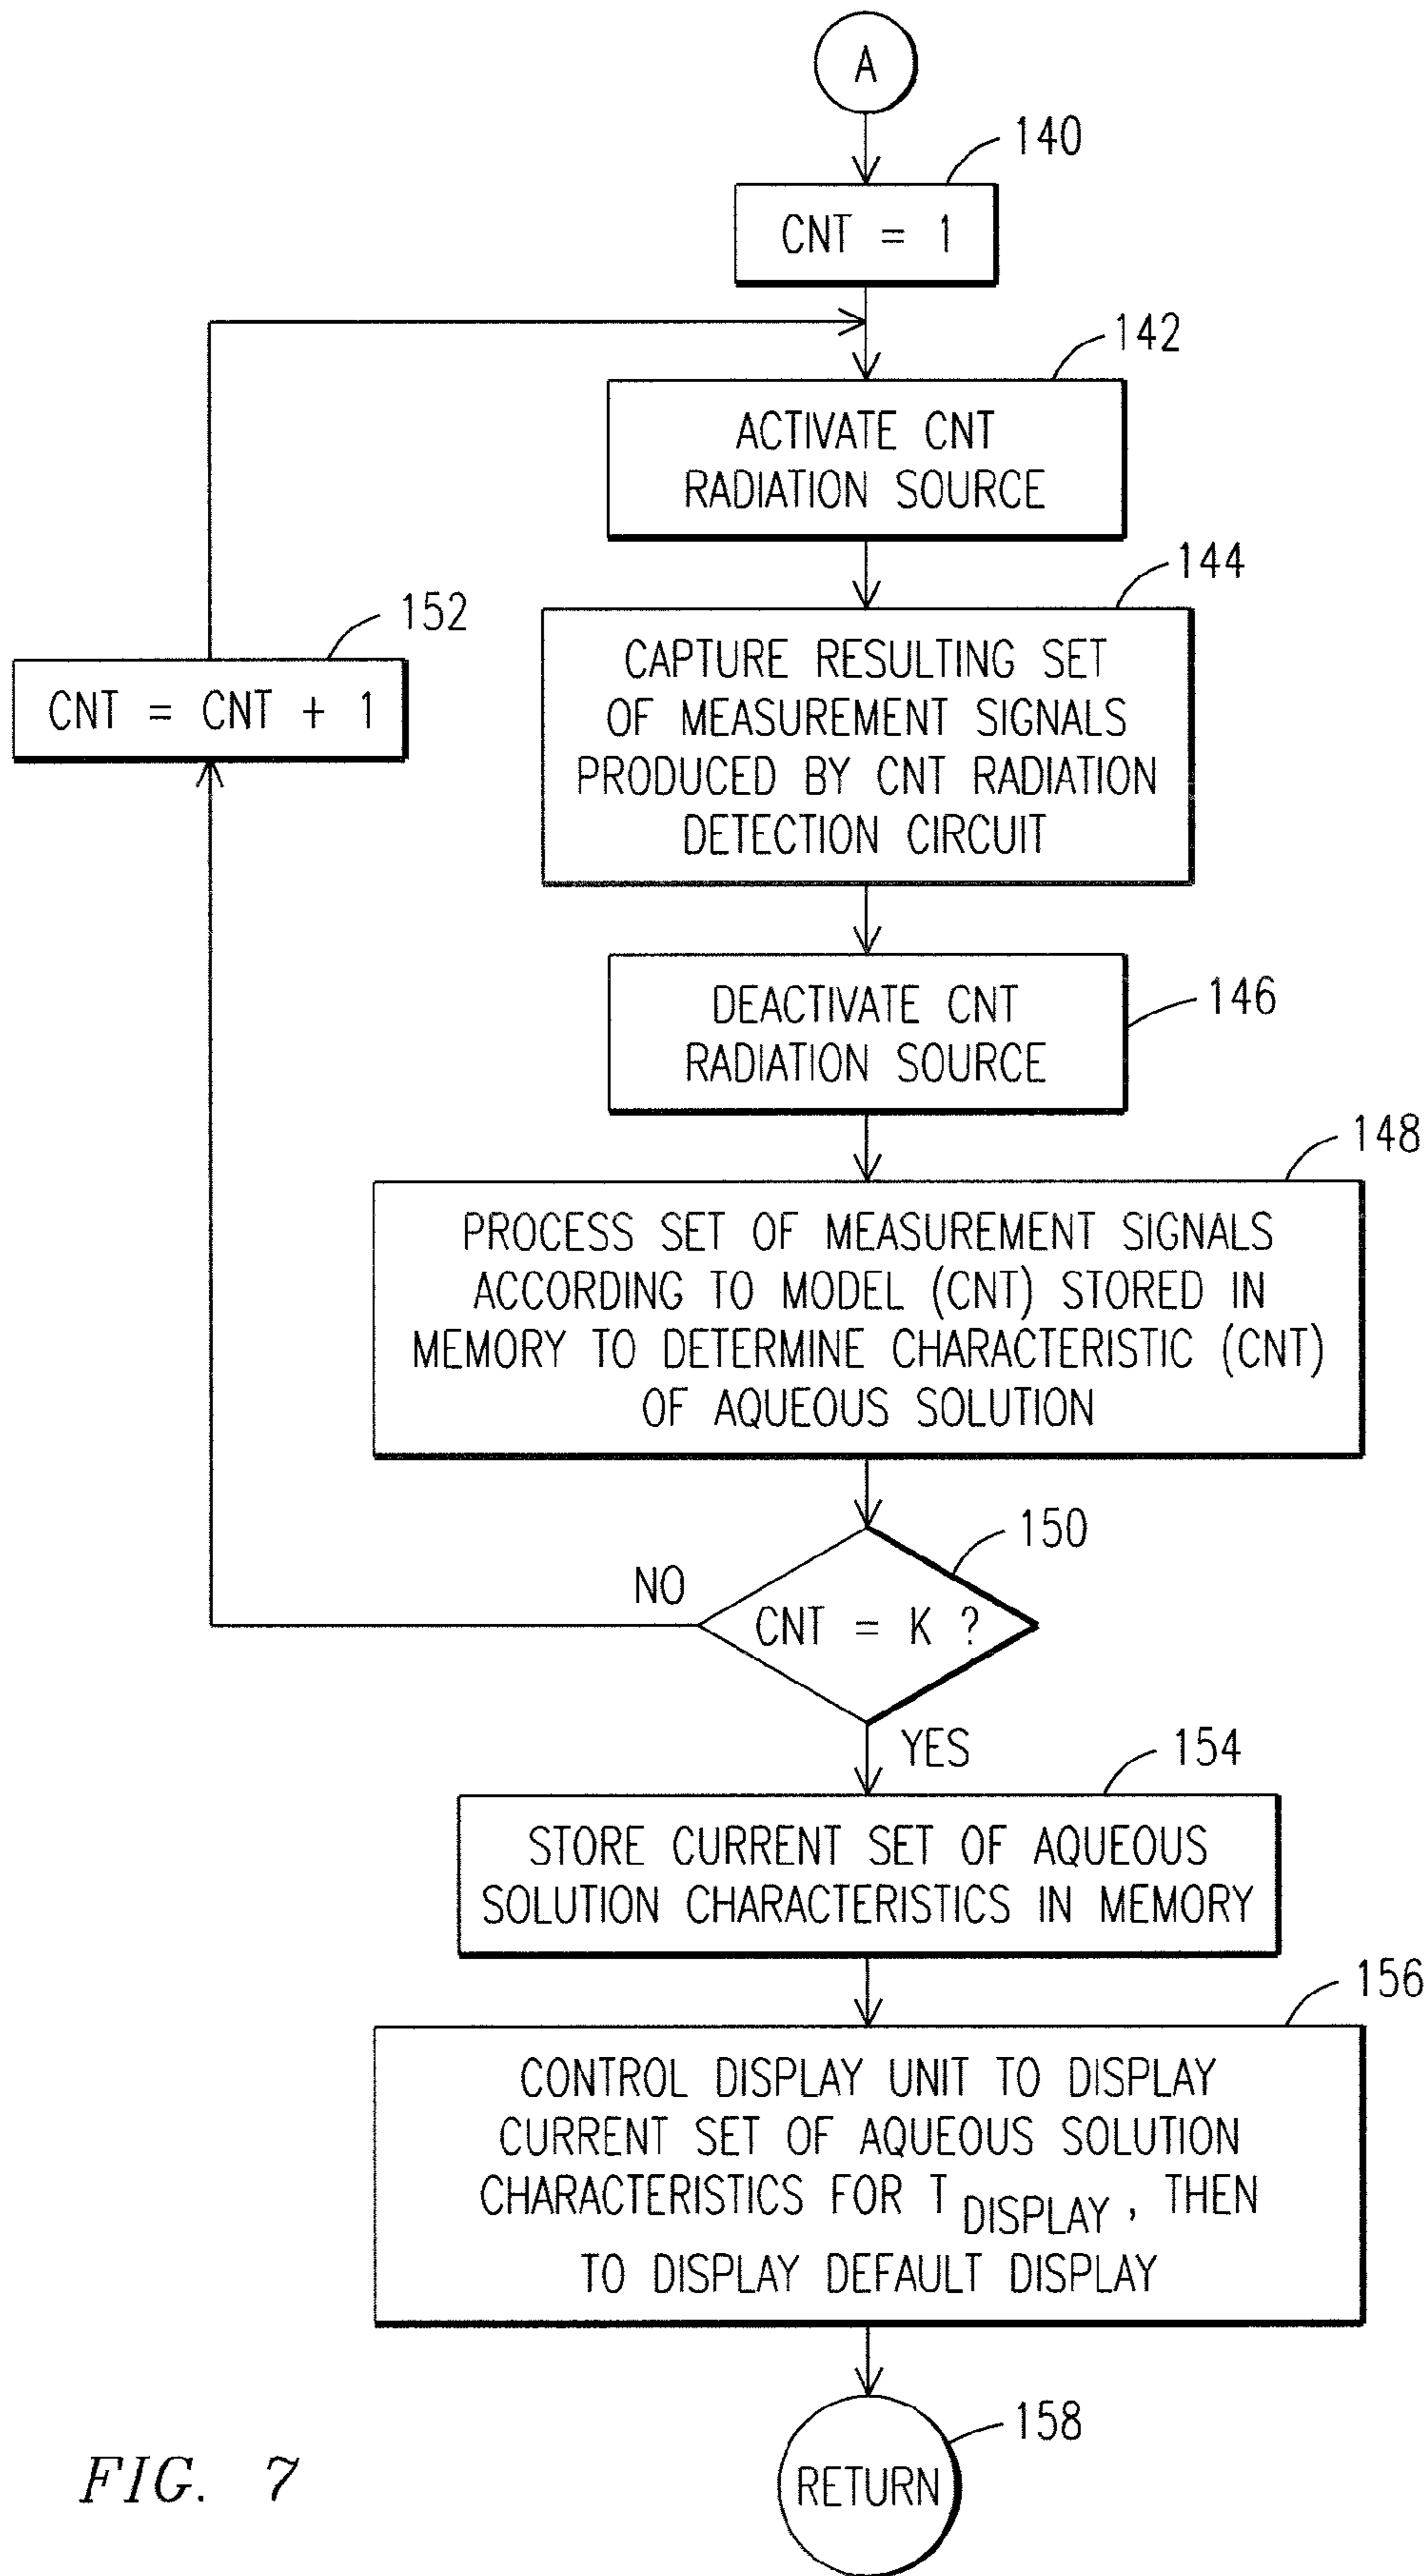 A
140
CNT = 1
142
ACTIVATE CNT
RADIATION SOURCE
144
CAPTURE RESULTING SET
OF MEASUREMENT SIGNALS
PRODUCED BY CNT RADIATION
DETECTION CIRCUIT
152
CNT = CNT + 1
146
DEACTIVATE CNT
RADIATION SOURCE
148
PROCESS SET OF MEASUREMENT SIGNALS
ACCORDING TO MODEL (CNT) STORED IN
MEMORY TO DETERMINE CHARACTERISTIC (CNT)
OF AQUEOUS SOLUTION
150
NO
CNT = K ?
YES
154
STORE CURRENT SET OF AQUEOUS
SOLUTION CHARACTERISTICS IN MEMORY
156
CONTROL DISPLAY UNIT TO DISPLAY
CURRENT SET OF AQUEOUS SOLUTION
CHARACTERISTICS FOR T DISPLAY, THEN
TO DISPLAY DEFAULT DISPLAY
158
RETURN
FIG. 7